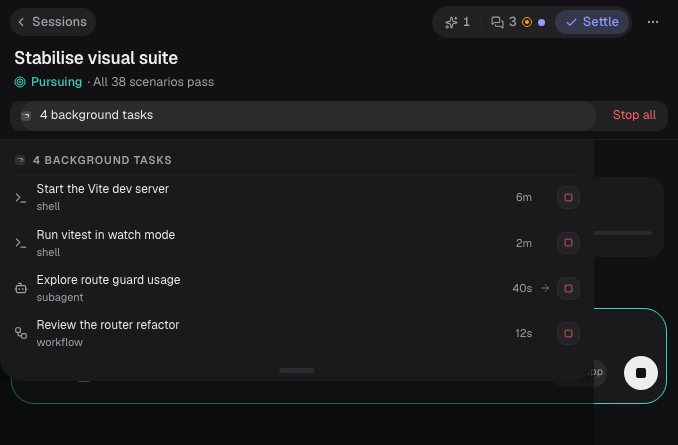 Sessions
1
3
Settle
Stabilise visual suite
Pursuing · All 38 scenarios pass
4 background tasks
Stop all
4 BACKGROUND TASKS
Start the Vite dev server
shell
6m
Run vitest in watch mode
shell
2m
Explore route guard usage
subagent
40s
Review the router refactor
workflow
12s